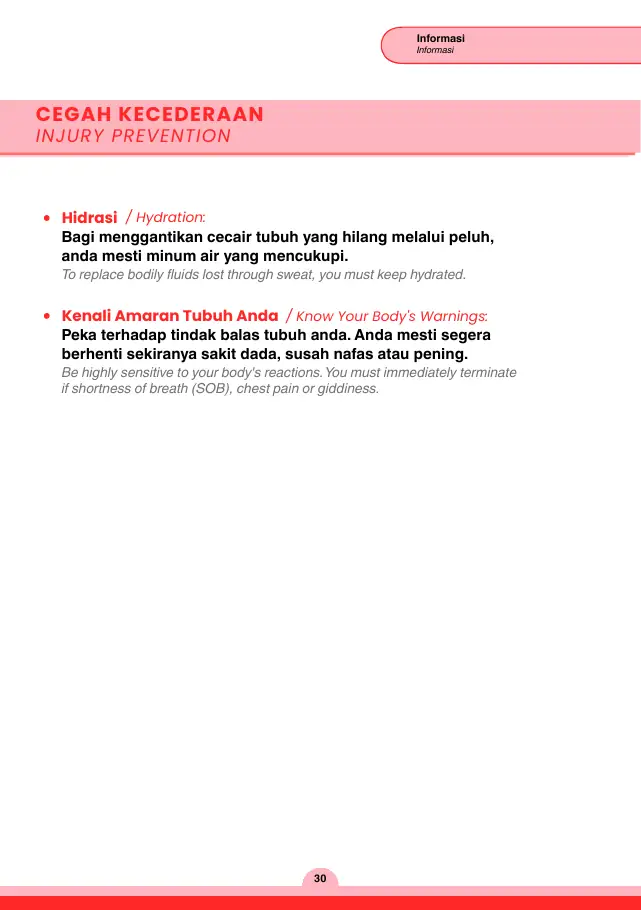 Informasi
Informasi
CEGAH KECEDERAAN
INJURY PREVENTION
• Hidrasi / Hydration:
Bagi menggantikan cecair tubuh yang hilang melalui peluh,
anda mesti minum air yang mencukupi.
To replace bodily fluids lost through sweat, you must keep hydrated.
• Kenali Amaran Tubuh Anda / Know Your Body's Warnings:
Peka terhadap tindak balas tubuh anda. Anda mesti segera
berhenti sekiranya sakit dada, susah nafas atau pening.
Be highly sensitive to your body's reactions. You must immediately terminate
if shortness of breath (SOB), chest pain or giddiness.
30